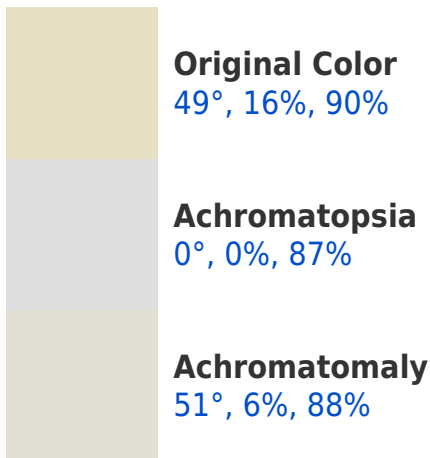 Original Color
49°, 16%, 90%
Achromatopsia
0°, 0%, 87%
Achromatomaly
51°, 6%, 88%